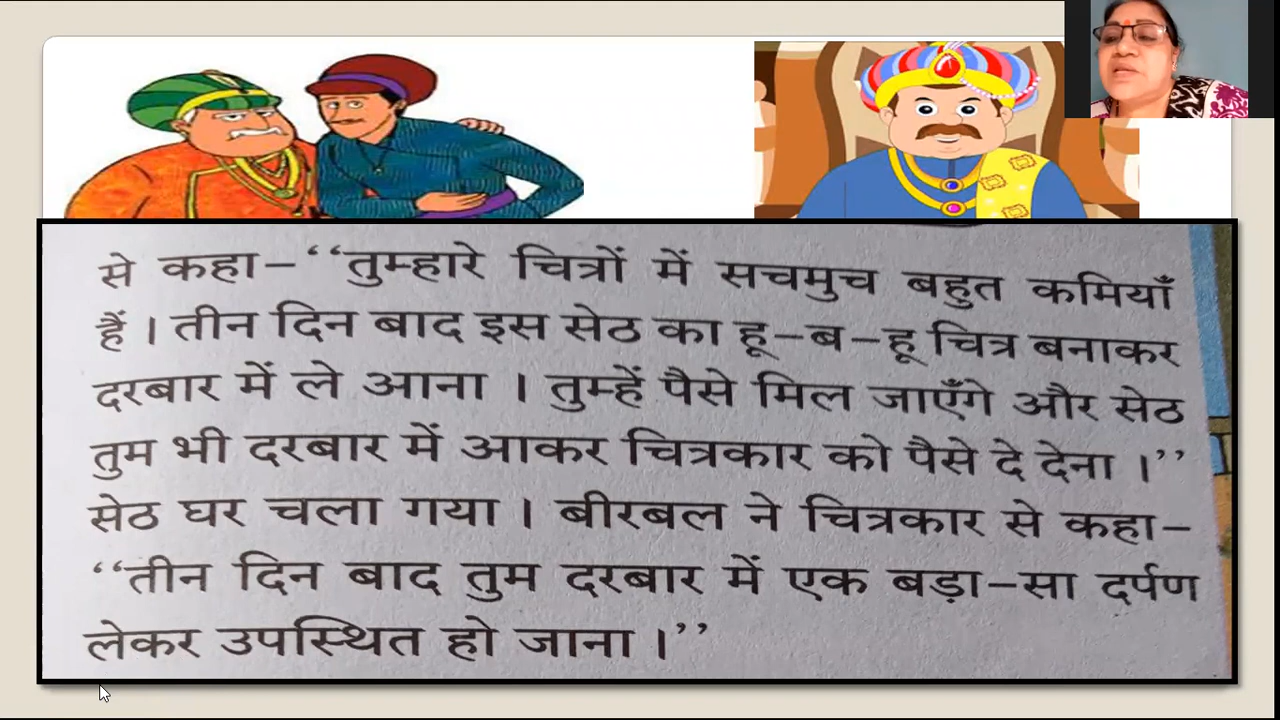 से कहा–‘‘तुम्हारे चित्रों में सचमुच बहुत कमियाँ
हैं । तीन दिन बाद इस सेठ का हू–ब–हू चित्र बनाकर
दरबार में ले आना । तुम्हें पैसे मिल जाएँगे और सेठ
तुम भी दरबार में आकर चित्रकार को पैसे दे देना ।’’
सेठ घर चला गया । बीरबल ने चित्रकार से कहा–
‘‘तीन दिन बाद तुम दरबार में एक बड़ा–सा दर्पण
लेकर उपस्थित हो जाना ।’’